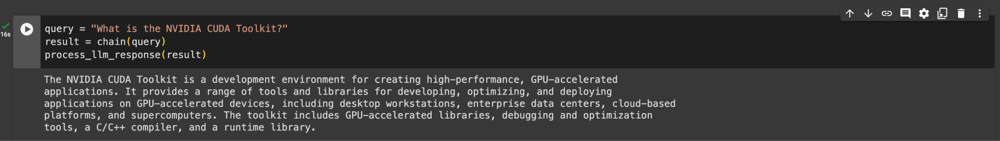 16s
query = "What is the NVIDIA CUDA Toolkit?"
result = chain(query)
process_llm_response(result)
The NVIDIA CUDA Toolkit is a development environment for creating high-performance, GPU-accelerated
applications. It provides a range of tools and libraries for developing, optimizing, and deploying
applications on GPU-accelerated devices, including desktop workstations, enterprise data centers, cloud-based
platforms, and supercomputers. The toolkit includes GPU-accelerated libraries, debugging and optimization
tools, a C/C++ compiler, and a runtime library.